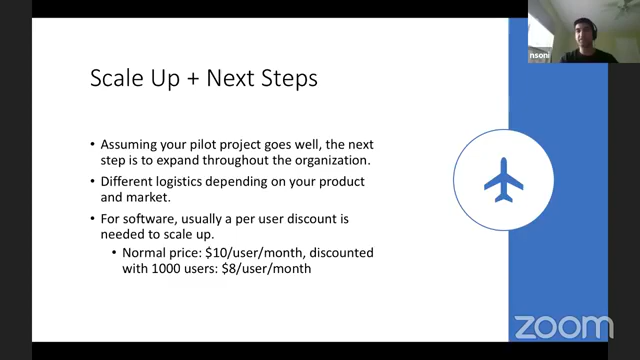 nsoni
Scale Up + Next Steps
• Assuming your pilot project goes well, the next
step is to expand throughout the organization.
• Different logistics depending on your product
and market.
• For software, usually a per user discount is
needed to scale up.
• Normal price: $10/user/month, discounted
with 1000 users: $8/user/month
zoom